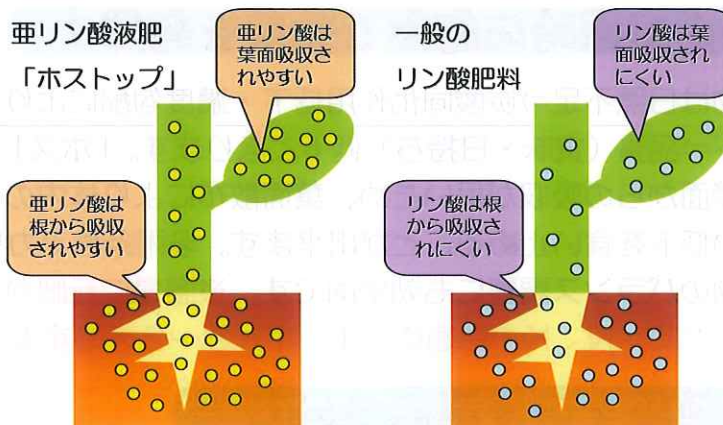 亜リン酸液肥
「ホストップ」
亜リン酸は
葉面吸収さ
れやすい
亜リン酸は
根から吸収
されやすい
一般の
リン酸肥料
リン酸は葉
面吸収され
にくい
リン酸は根
から吸収さ
れにくい